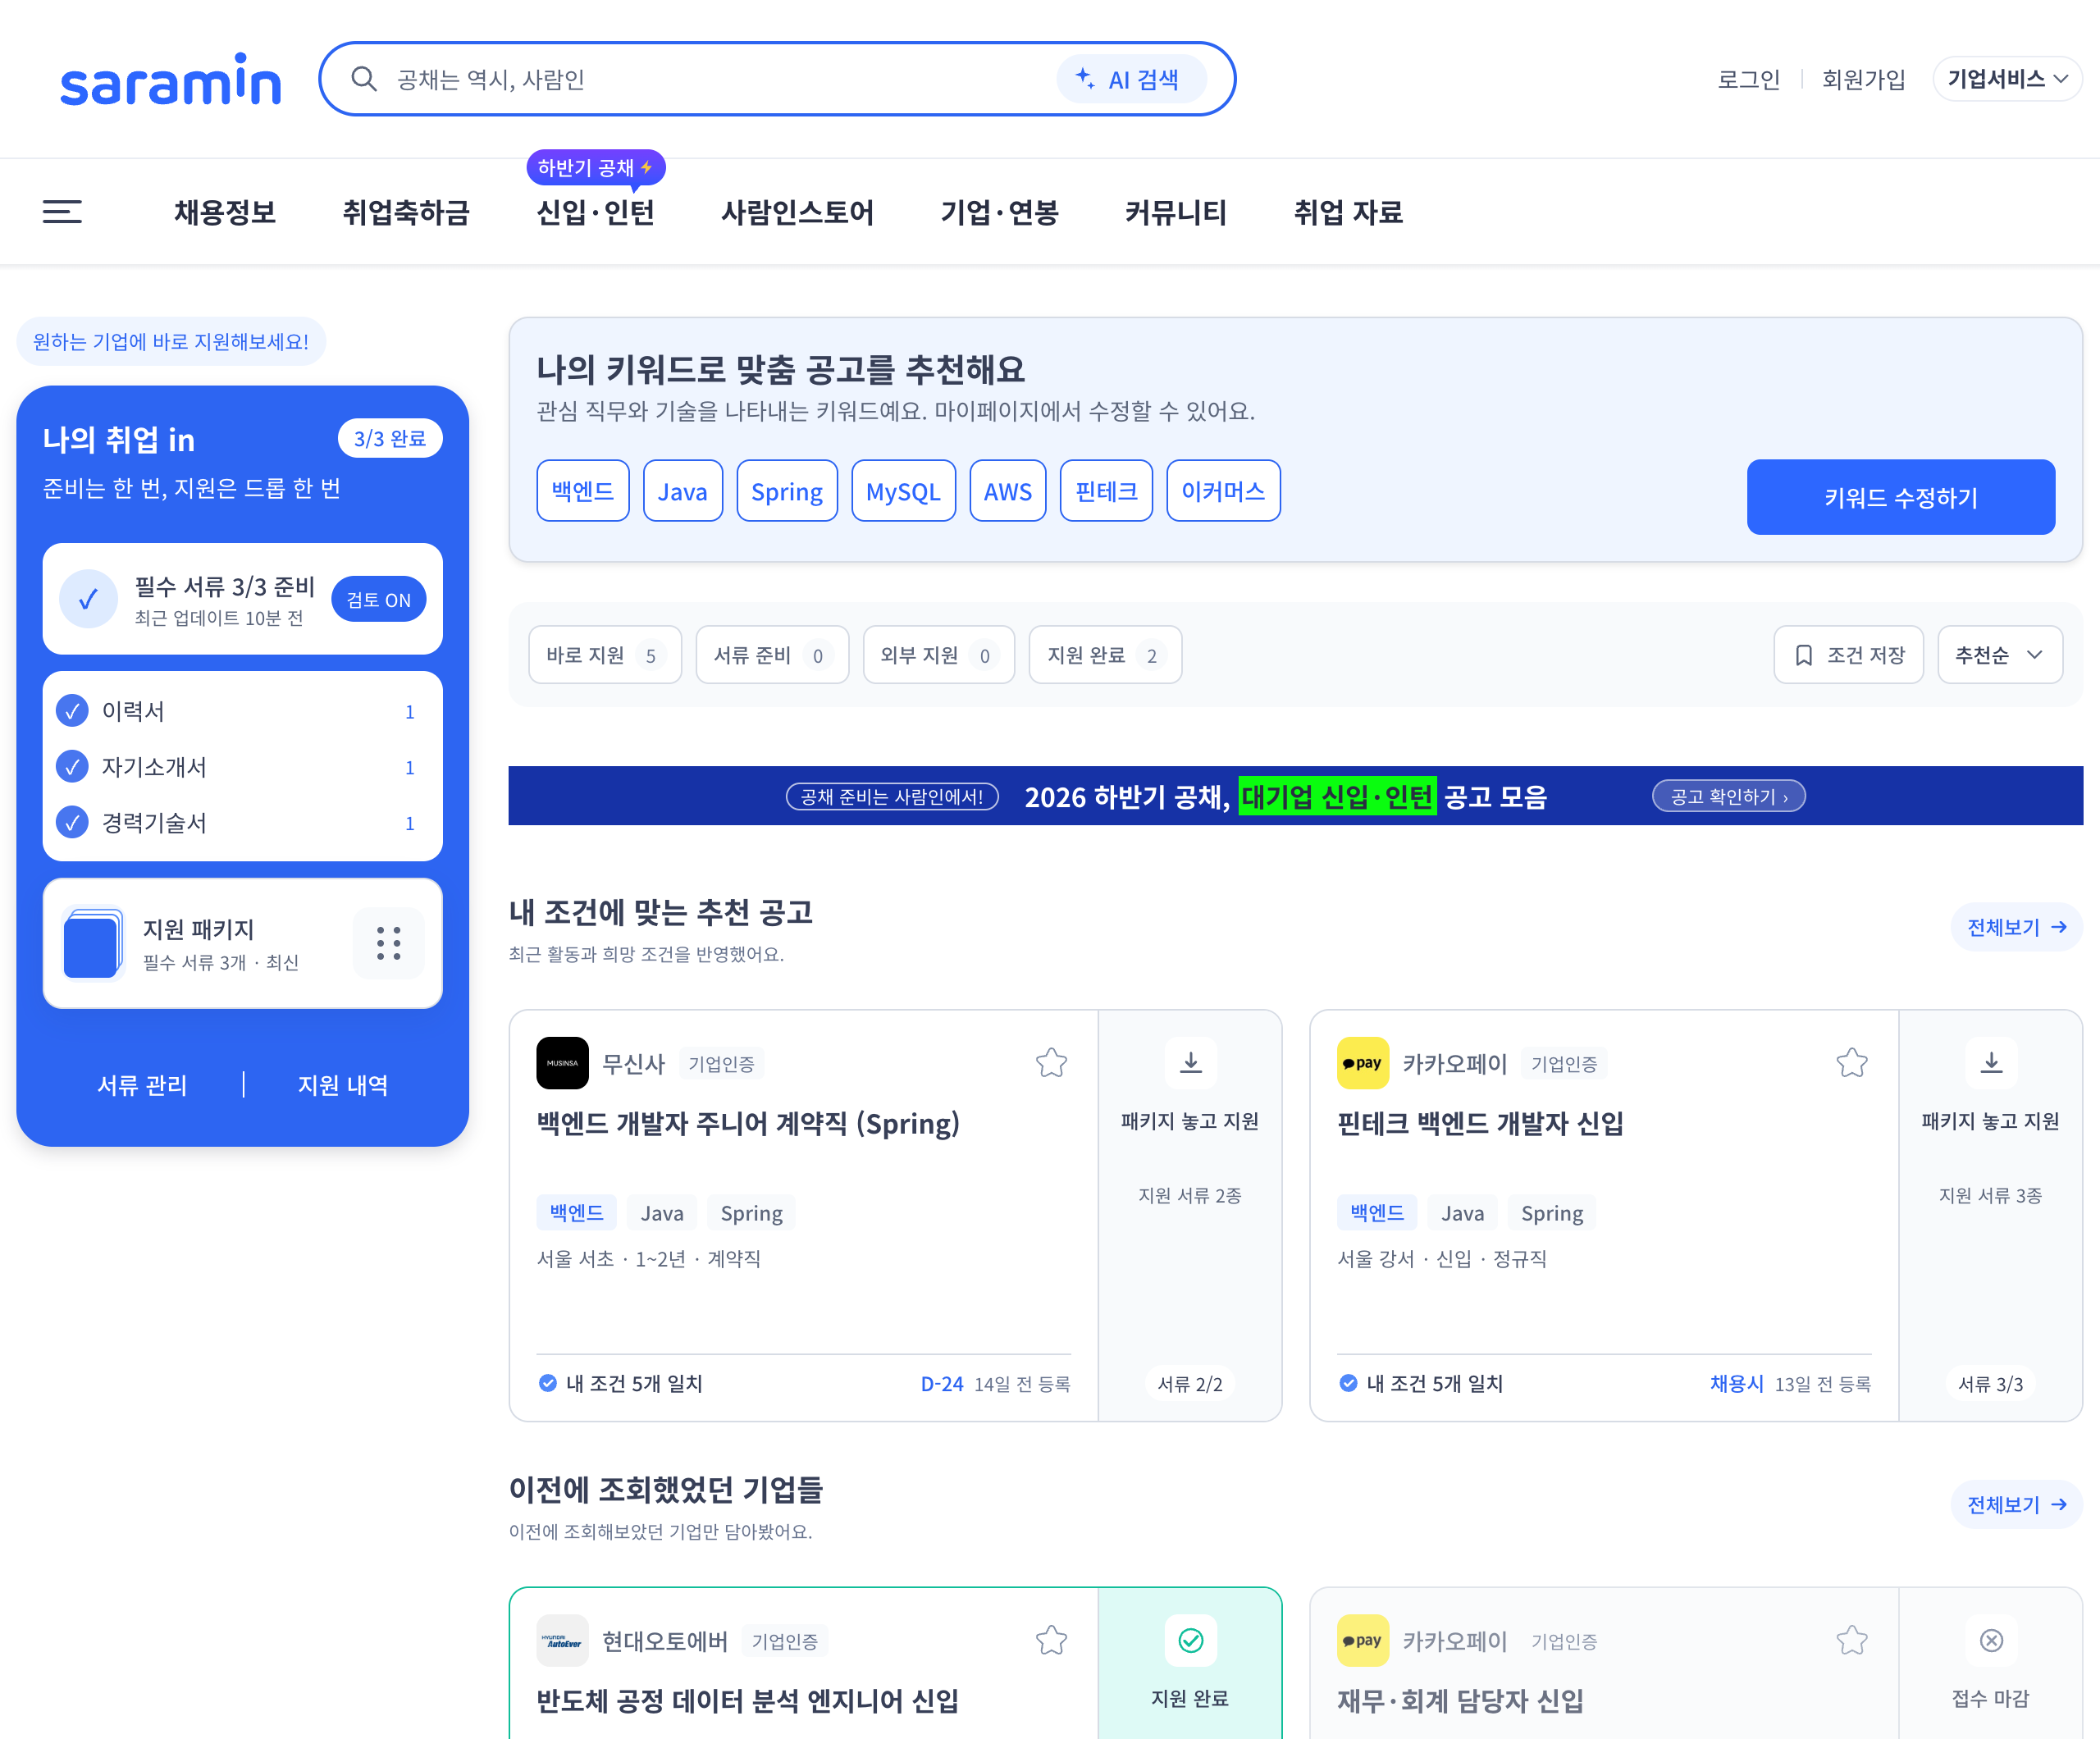 saramin
공채는 역시, 사람인
AI 검색
로그인
회원가입
기업서비스
하반기 공채
채용정보
취업축하금
신입·인턴
사람인스토어
기업·연봉
커뮤니티
취업 자료
원하는 기업에 바로 지원해보세요!
나의 취업 in
3/3 완료
준비는 한 번, 지원은 드롭 한 번
필수 서류 3/3 준비
최근 업데이트 10분 전
검토 ON
이력서 1
자기소개서 1
경력기술서 1
지원 패키지
필수 서류 3개 · 최신
서류 관리
지원 내역
나의 키워드로 맞춤 공고를 추천해요
관심 직무와 기술을 나타내는 키워드예요. 마이페이지에서 수정할 수 있어요.
백엔드 Java Spring MySQL AWS 핀테크 이커머스
키워드 수정하기
바로 지원 5
서류 준비 0
외부 지원 0
지원 완료 2
조건 저장
추천순
공채 준비는 사람인에서!
2026 하반기 공채, 대기업 신입·인턴 공고 모음
공고 확인하기 ›
내 조건에 맞는 추천 공고
최근 활동과 희망 조건을 반영했어요.
전체보기 →
MUSINSA
무신사 기업인증
백엔드 개발자 주니어 계약직 (Spring)
백엔드 Java Spring
서울 서초 · 1~2년 · 계약직
내 조건 5개 일치
D-24 14일 전 등록
패키지 놓고 지원
지원 서류 2종
서류 2/2
pay
카카오페이 기업인증
핀테크 백엔드 개발자 신입
백엔드 Java Spring
서울 강서 · 신입 · 정규직
내 조건 5개 일치
채용시 13일 전 등록
패키지 놓고 지원
지원 서류 3종
서류 3/3
이전에 조회했었던 기업들
이전에 조회해보았던 기업만 담아봤어요.
전체보기 →
HYUNDAI
AutoEver
현대오토에버 기업인증
반도체 공정 데이터 분석 엔지니어 신입
지원 완료
pay
카카오페이 기업인증
재무·회계 담당자 신입
접수 마감